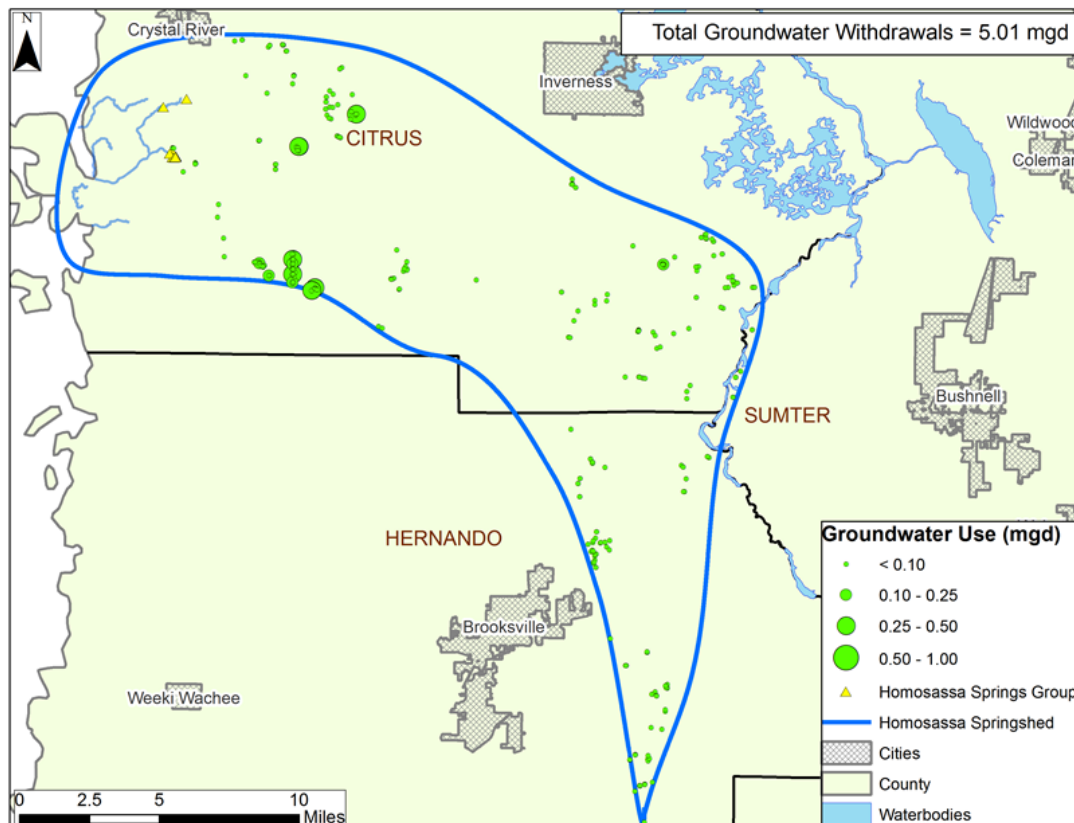 N
Crystal River
Total Groundwater Withdrawals = 5.01 mgd
Inverness
Wildwood
Coleman
CITRUS
SUMTER
Bushnell
HERNANDO
Brooksville
Weeki Wachee
Groundwater Use (mgd)
< 0.10
0.10 - 0.25
0.25 - 0.50
0.50 - 1.00
Homosassa Springs Group
Homosassa Springshed
Cities
County
Waterbodies
0 2.5 5 10
Miles